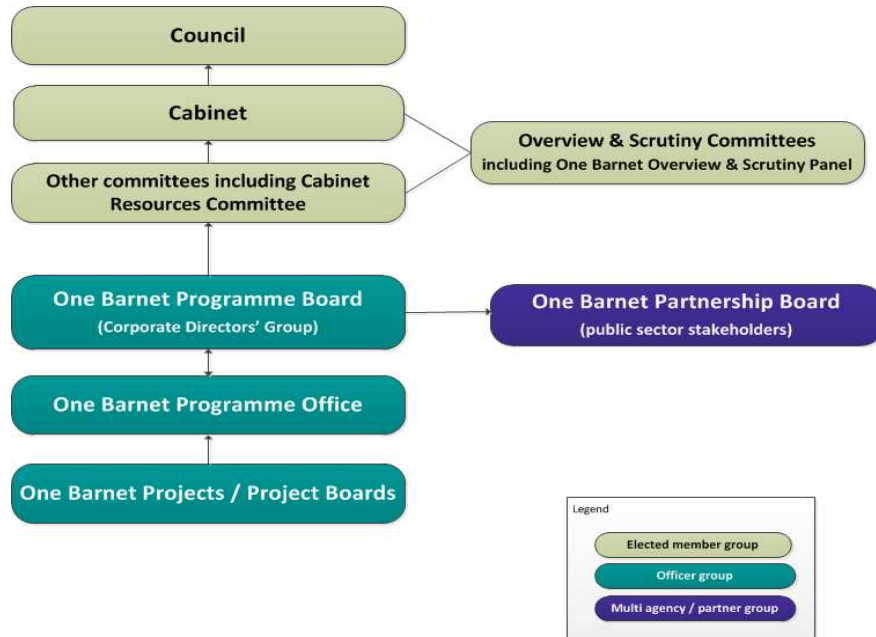 Council
Cabinet
Overview & Scrutiny Committees
including One Barnet Overview & Scrutiny Panel
Other committees including Cabinet
Resources Committee
One Barnet Programme Board
(Corporate Directors' Group)
One Barnet Partnership Board
(public sector stakeholders)
One Barnet Programme Office
One Barnet Projects / Project Boards
Legend
Elected member group
Officer group
Multi agency / partner group